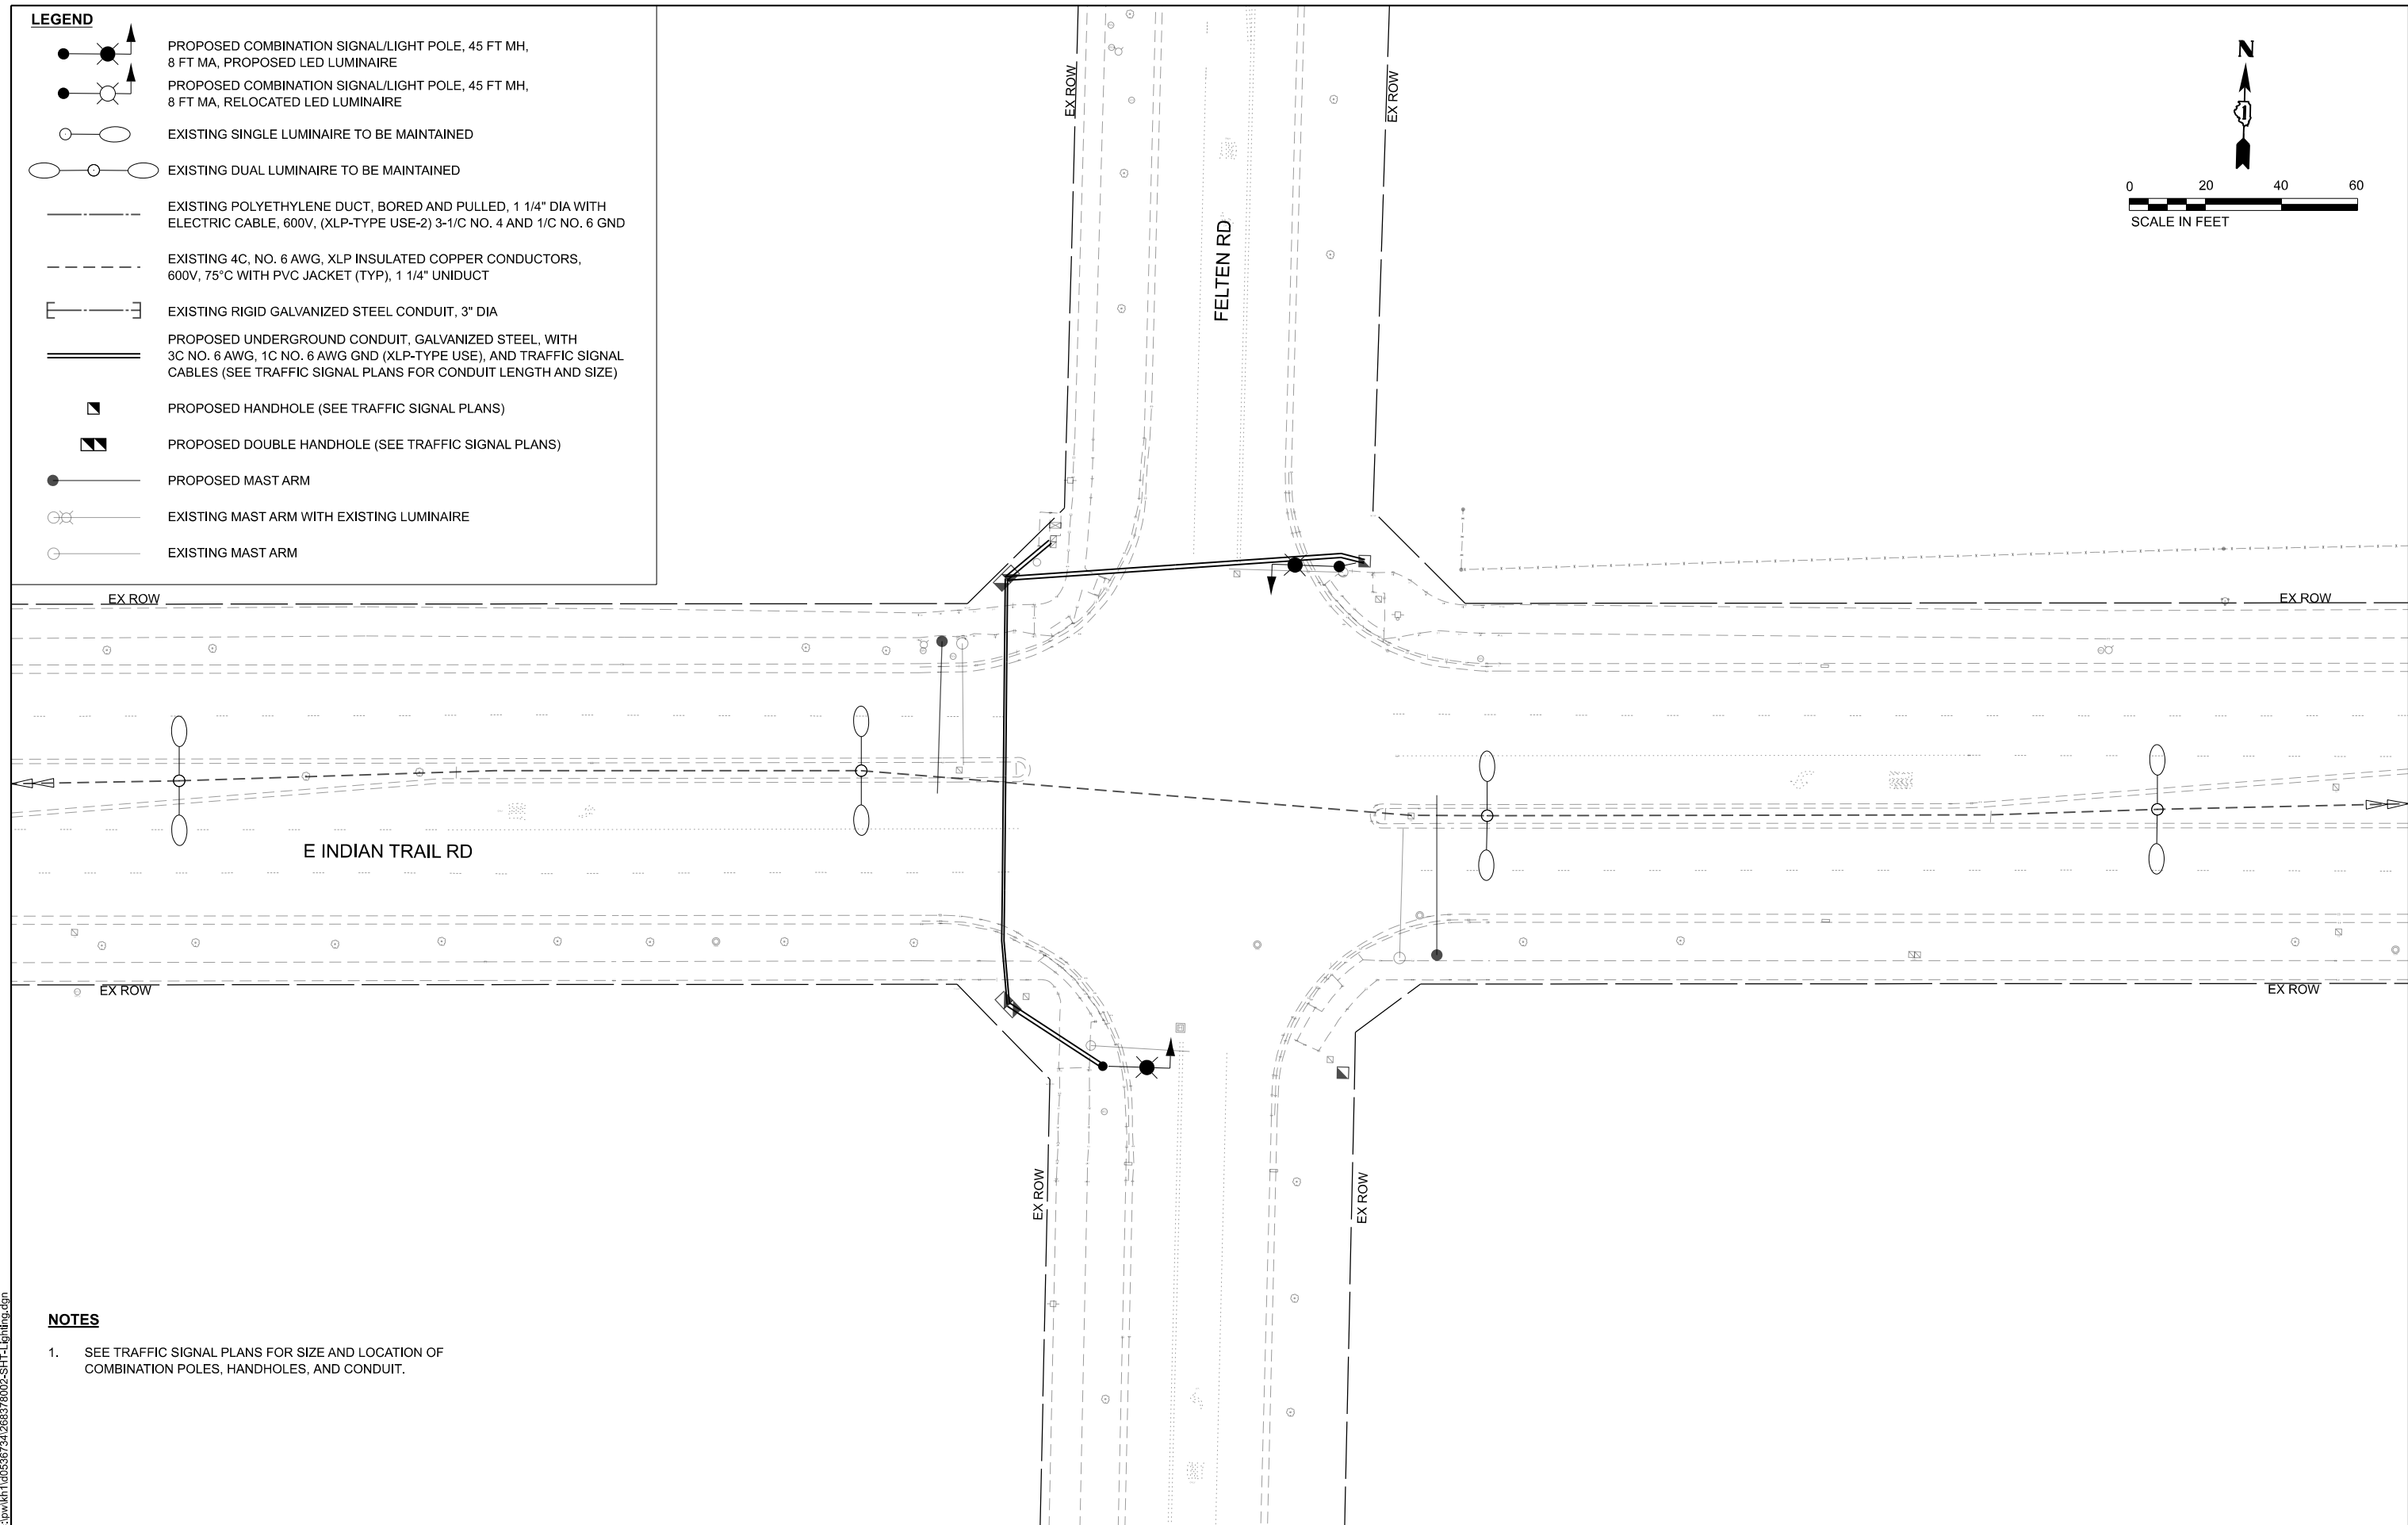 LEGEND
PROPOSED COMBINATION SIGNAL/LIGHT POLE, 45 FT MH,
8 FT MA, PROPOSED LED LUMINAIRE
PROPOSED COMBINATION SIGNAL/LIGHT POLE, 45 FT MH,
8 FT MA, RELOCATED LED LUMINAIRE
EXISTING SINGLE LUMINAIRE TO BE MAINTAINED
EXISTING DUAL LUMINAIRE TO BE MAINTAINED
EXISTING POLYETHYLENE DUCT, BORED AND PULLED, 1 1/4" DIA WITH
ELECTRIC CABLE, 600V, (XLP-TYPE USE-2) 3-1/C NO. 4 AND 1/C NO. 6 GND
EXISTING 4C, NO. 6 AWG, XLP INSULATED COPPER CONDUCTORS,
600V, 75°C WITH PVC JACKET (TYP), 1 1/4" UNIDUCT
EXISTING RIGID GALVANIZED STEEL CONDUIT, 3" DIA
PROPOSED UNDERGROUND CONDUIT, GALVANIZED STEEL, WITH
3C NO. 6 AWG, 1C NO. 6 AWG GND (XLP-TYPE USE), AND TRAFFIC SIGNAL
CABLES (SEE TRAFFIC SIGNAL PLANS FOR CONDUIT LENGTH AND SIZE)
PROPOSED HANDHOLE (SEE TRAFFIC SIGNAL PLANS)
PROPOSED DOUBLE HANDHOLE (SEE TRAFFIC SIGNAL PLANS)
PROPOSED MAST ARM
EXISTING MAST ARM WITH EXISTING LUMINAIRE
EXISTING MAST ARM
N
1
0 20 40 60
SCALE IN FEET
EX ROW
EX ROW
FELTEN RD
EX ROW
EX ROW
E INDIAN TRAIL RD
EX ROW
EX ROW
EX ROW
EX ROW
NOTES
1. SEE TRAFFIC SIGNAL PLANS FOR SIZE AND LOCATION OF
COMBINATION POLES, HANDHOLES, AND CONDUIT.
:\pw\kh1\d0536734\268378002-SHT-Lighting.dgn